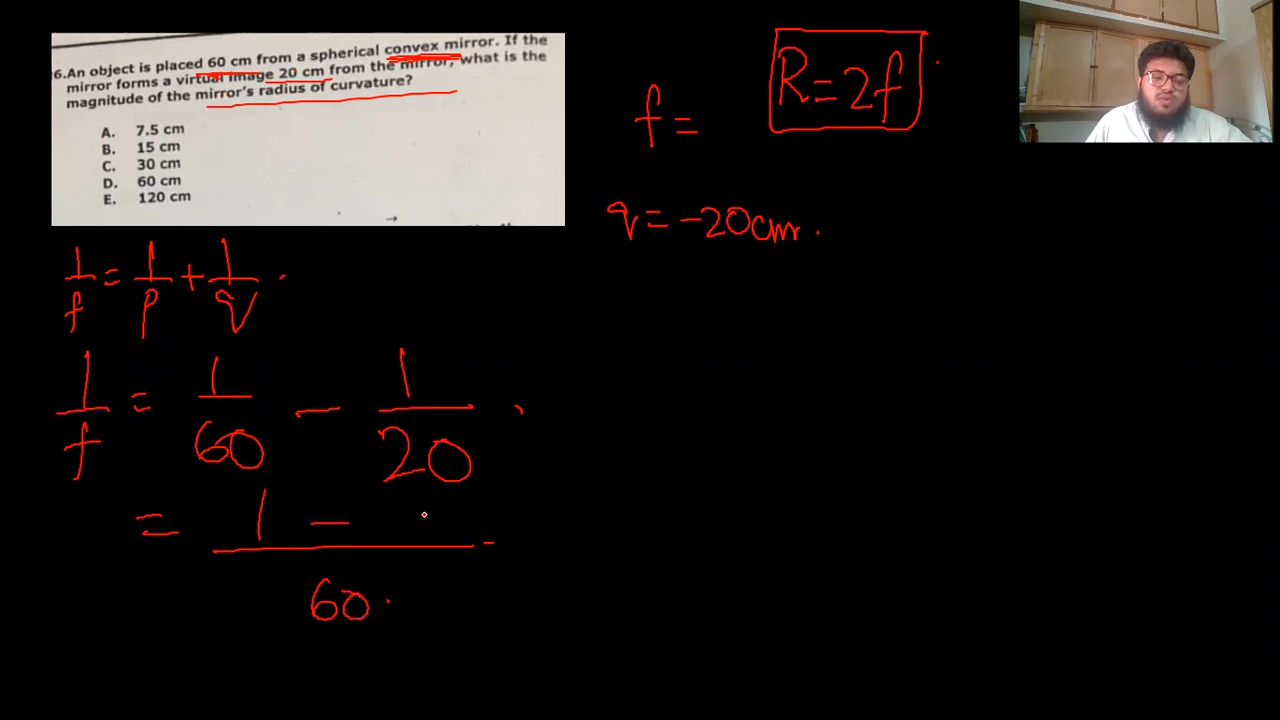 6.An object is placed 60 cm from a spherical convex mirror. If the
mirror forms a virtual image 20 cm from the mirror, what is the
magnitude of the mirror's radius of curvature?
A. 7.5 cm
B. 15 cm
C. 30 cm
D. 60 cm
E. 120 cm
f =
R = 2f
q = -20cm.
1/f = 1/p + 1/q
1/f = 1/60 - 1/20
= 1 -
60